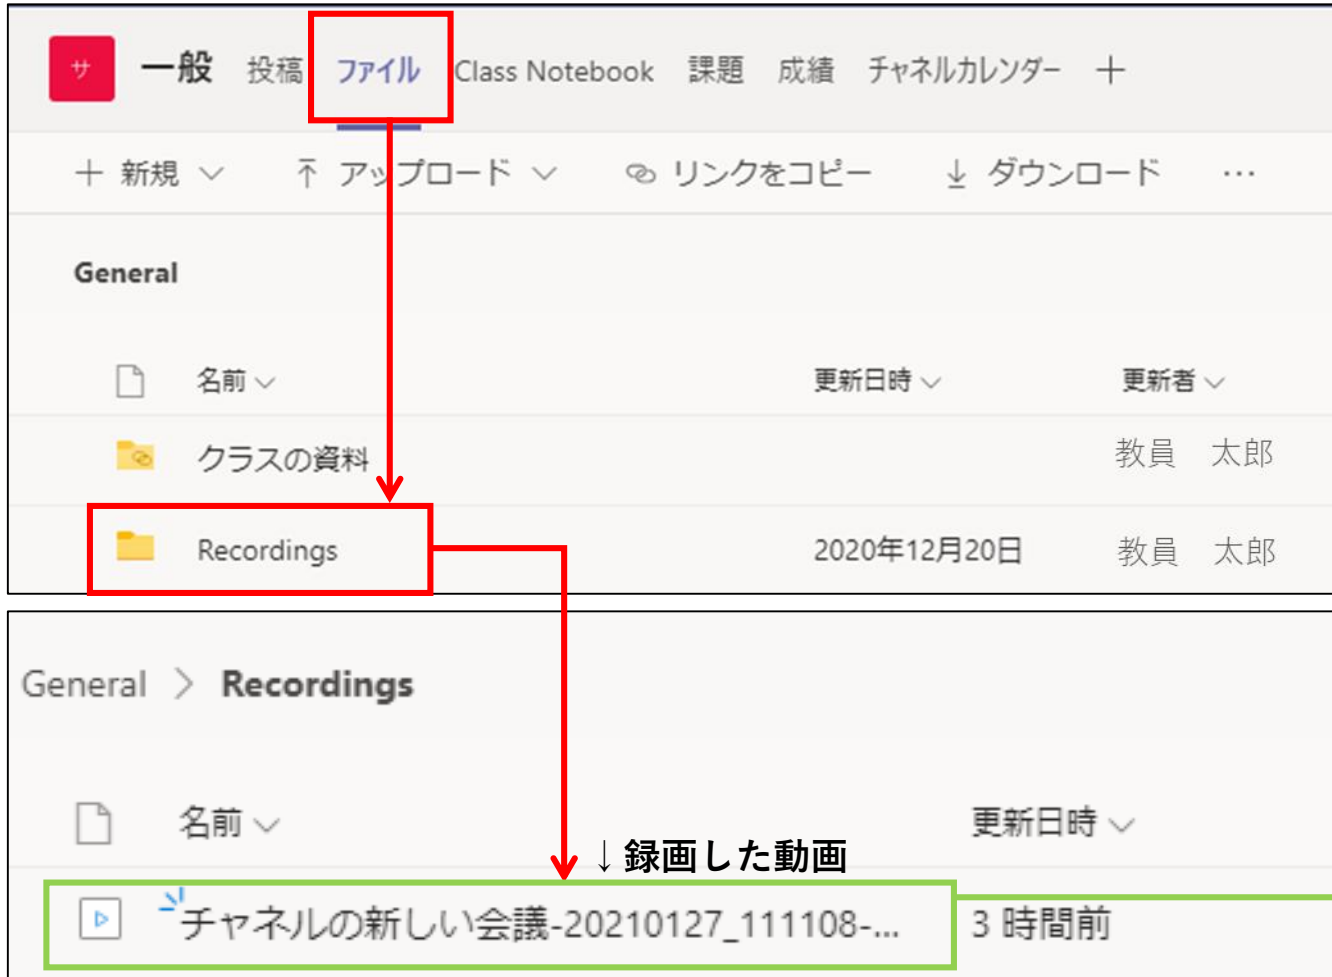 サ 一般 投稿 ファイル Class Notebook 課題 成績 チャネルカレンダー +
+ 新規 アップロード リンクをコピー ダウンロード ...
General
名前 更新日時 更新者
クラスの資料 教員 太郎
Recordings 2020年12月20日 教員 太郎
General > Recordings
名前 更新日時
↓録画した動画
チャネルの新しい会議-20210127_111108-... 3 時間前